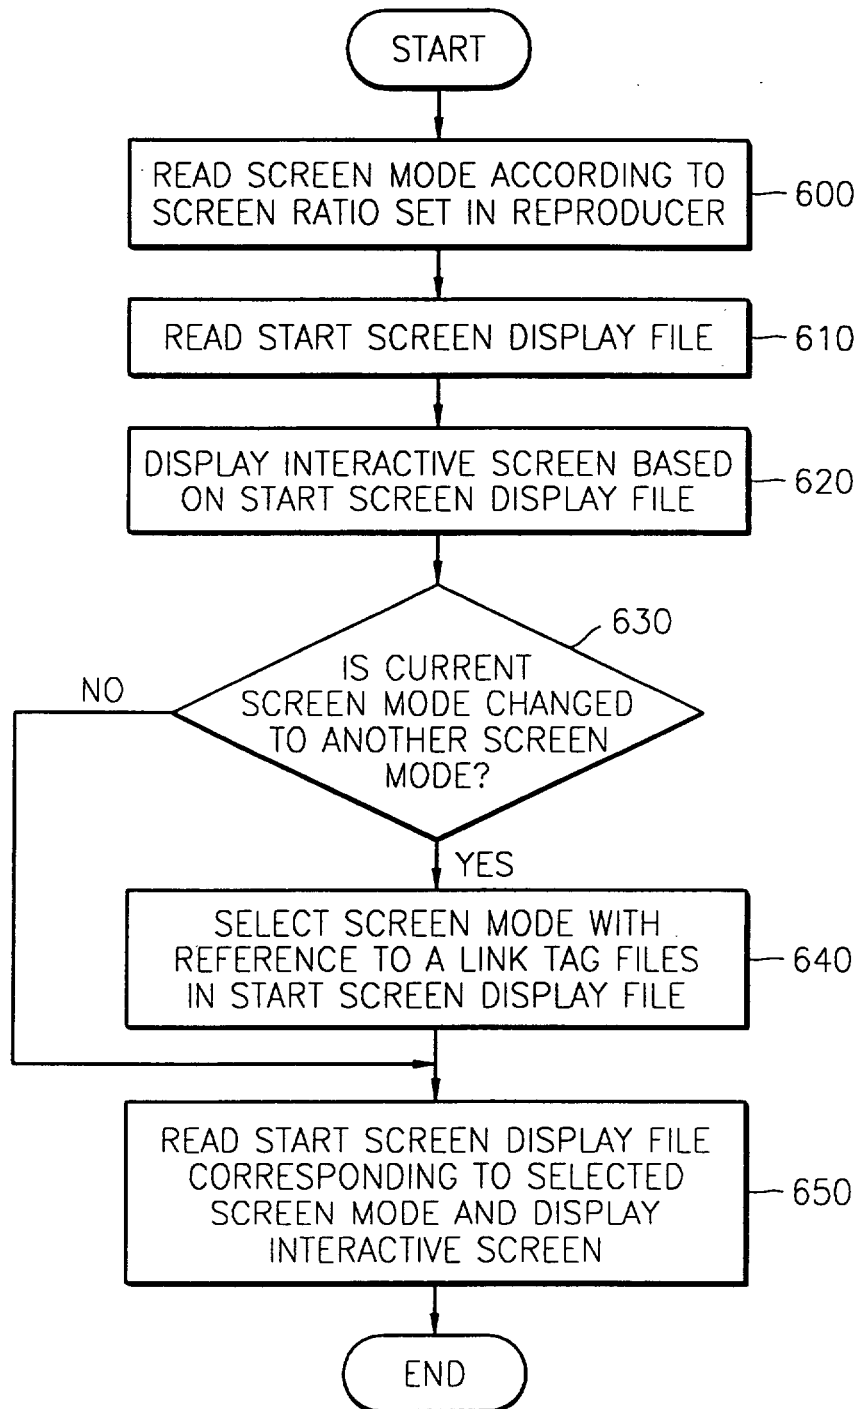 START
READ SCREEN MODE ACCORDING TO
SCREEN RATIO SET IN REPRODUCER
600
READ START SCREEN DISPLAY FILE
610
DISPLAY INTERACTIVE SCREEN BASED
ON START SCREEN DISPLAY FILE
620
630
IS CURRENT
SCREEN MODE CHANGED
TO ANOTHER SCREEN
MODE?
NO
YES
SELECT SCREEN MODE WITH
REFERENCE TO A LINK TAG FILES
IN START SCREEN DISPLAY FILE
640
READ START SCREEN DISPLAY FILE
CORRESPONDING TO SELECTED
SCREEN MODE AND DISPLAY
INTERACTIVE SCREEN
650
END